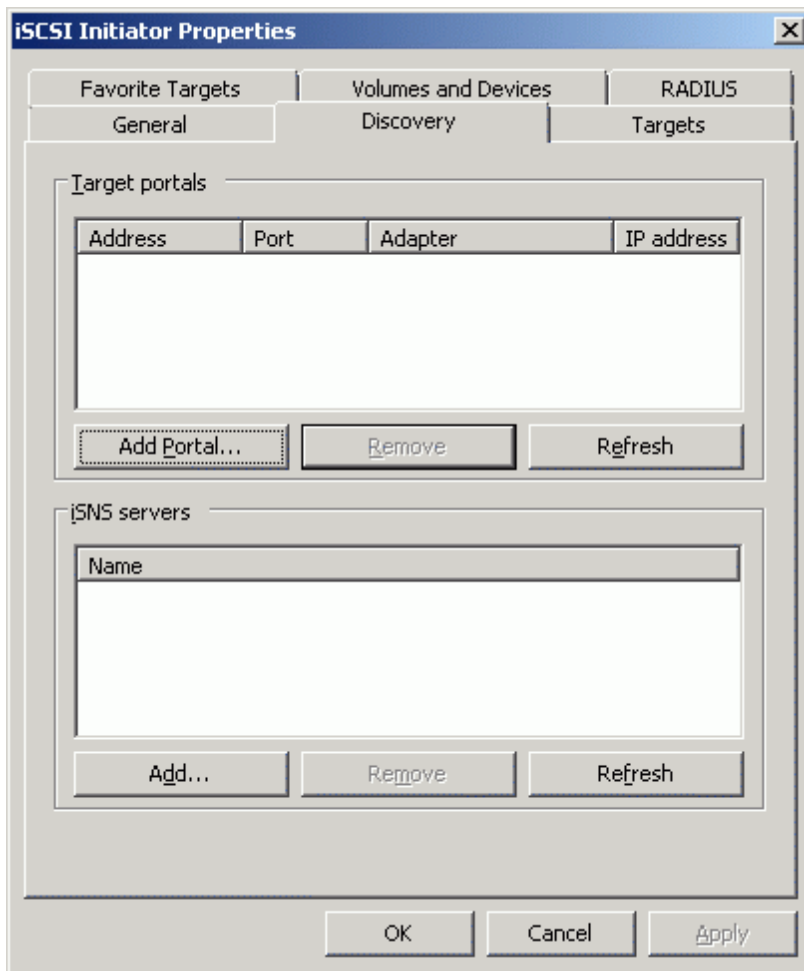 iSCSI Initiator Properties
Favorite Targets Volumes and Devices RADIUS
General Discovery Targets
Target portals
Address Port Adapter IP address
Add Portal... Remove Refresh
iSNS servers
Name
Add... Remove Refresh
OK Cancel Apply